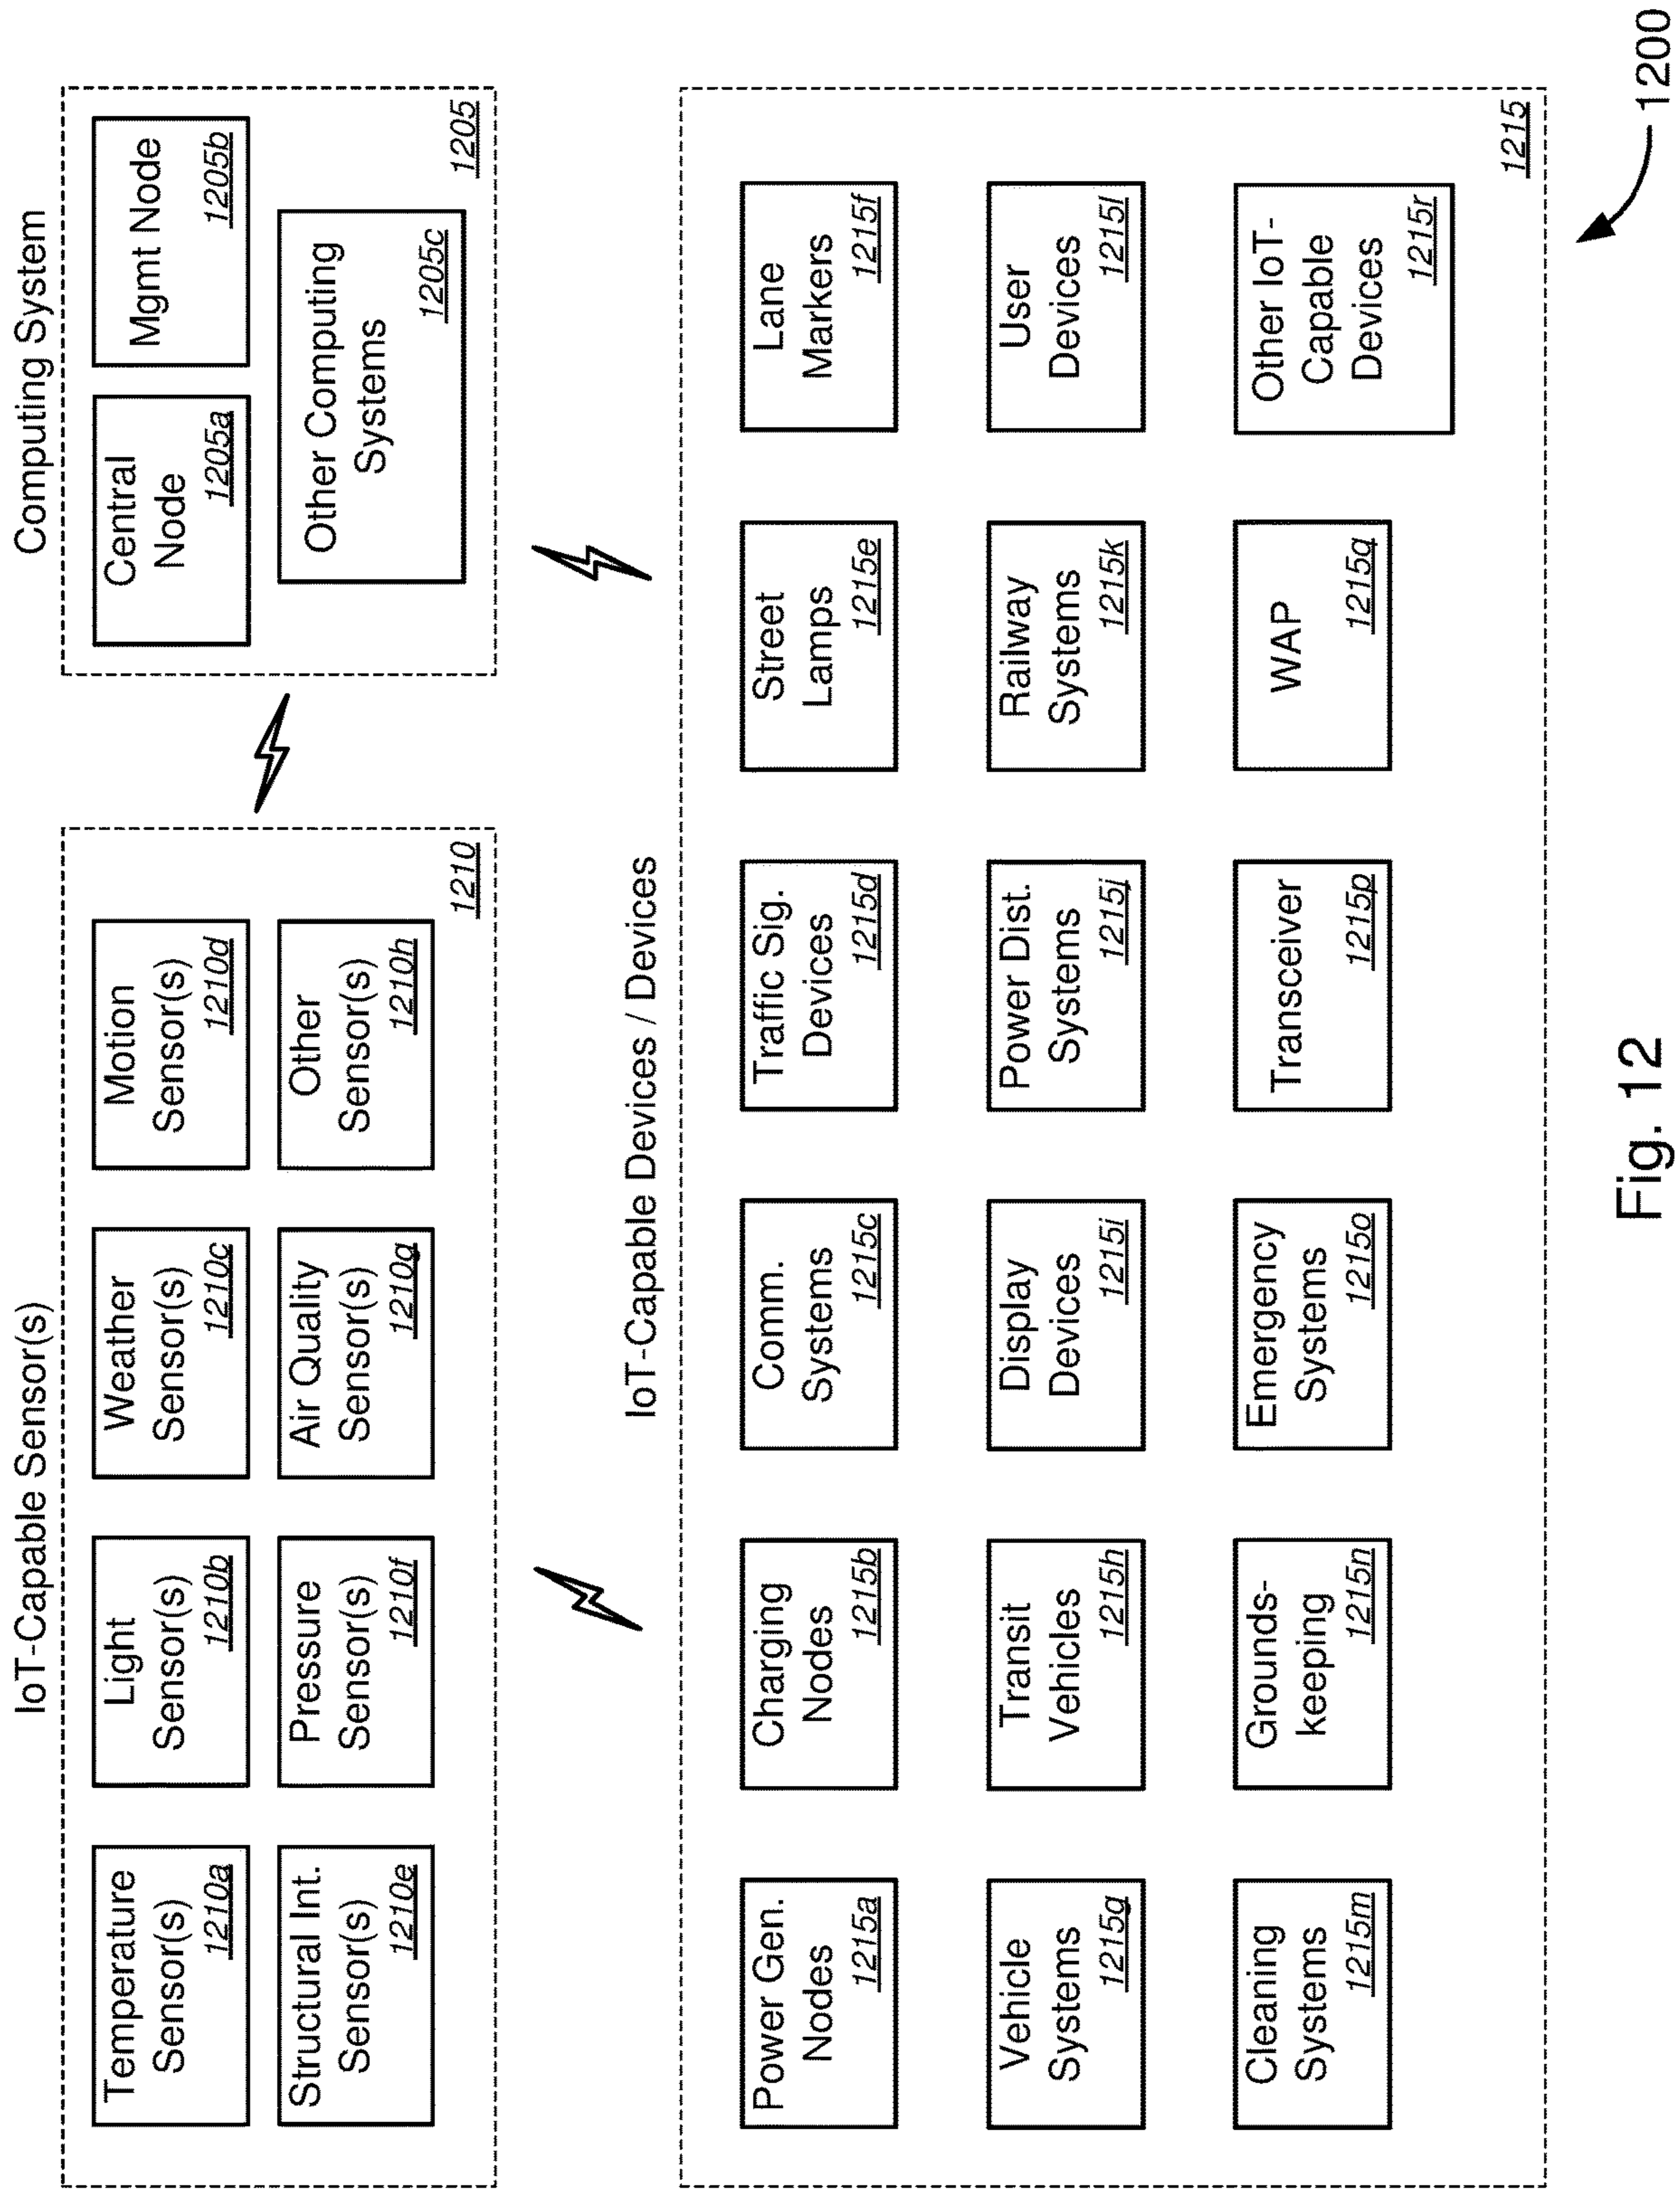 IoT-Capable Sensor(s)
Temperature
Sensor(s)
1210a
Light
Sensor(s)
1210b
Weather
Sensor(s)
1210c
Motion
Sensor(s)
1210d
Structural Int.
Sensor(s)
1210e
Pressure
Sensor(s)
1210f
Air Quality
Sensor(s)
1210g
Other
Sensor(s)
1210h
1210
Computing System
Central
Node
1205a
Mgmt Node
1205b
Other Computing
Systems
1205c
1205
IoT-Capable Devices / Devices
Power Gen.
Nodes
1215a
Charging
Nodes
1215b
Comm.
Systems
1215c
Traffic Sig.
Devices
1215d
Street
Lamps
1215e
Lane
Markers
1215f
Vehicle
Systems
1215g
Transit
Vehicles
1215h
Display
Devices
1215i
Power Dist.
Systems
1215j
Railway
Systems
1215k
User
Devices
1215l
Cleaning
Systems
1215m
Grounds-
keeping
1215n
Emergency
Systems
1215o
Transceiver
1215p
WAP
1215q
Other IoT-
Capable
Devices
1215r
1215
1200
Fig. 12